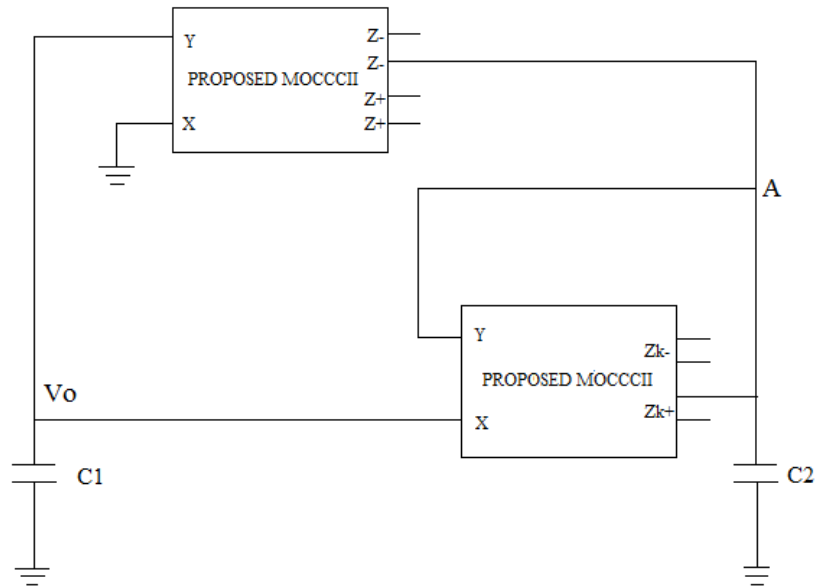 Y
Z-
Z-
PROPOSED MOCCCII
Z+
X
Z+
A
Y
Zk-
PROPOSED MOCCCII
Zk+
X
Vo
C1
C2